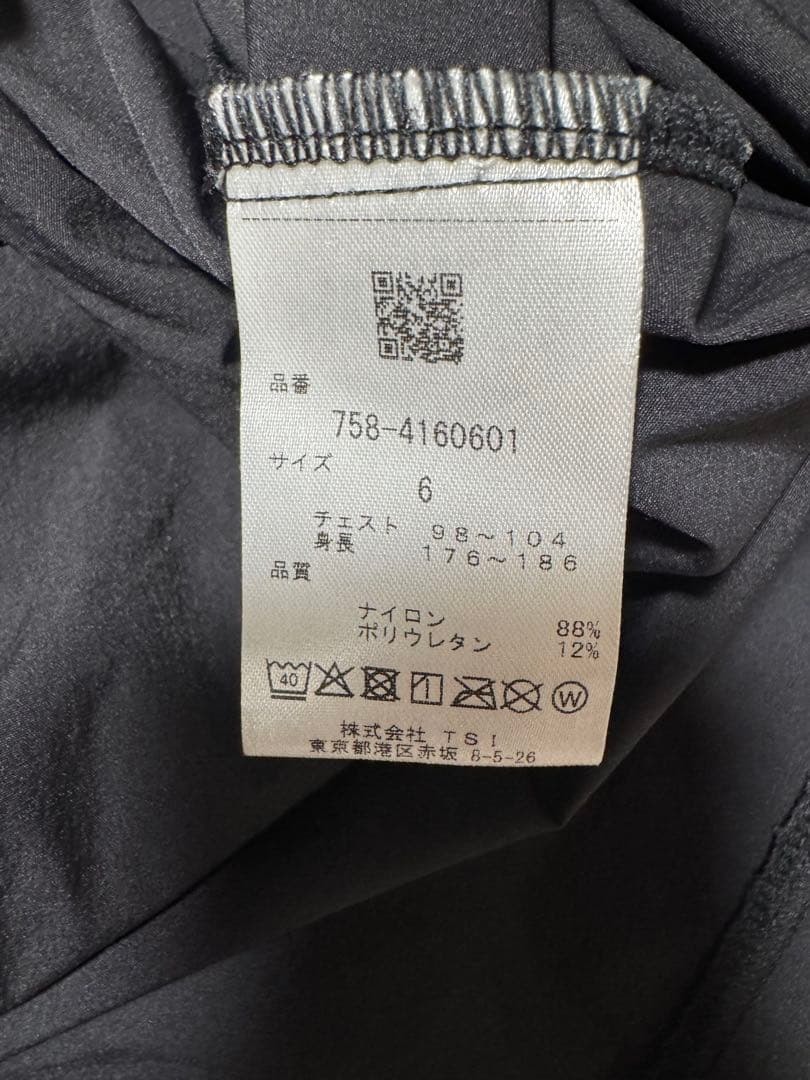 品番
758-4160601
サイズ
6
チェスト 98～104
身長 176～186
品質
ナイロン 88%
ポリウレタン 12%
40 W
株式会社 TSI
東京都港区赤坂 8-5-26